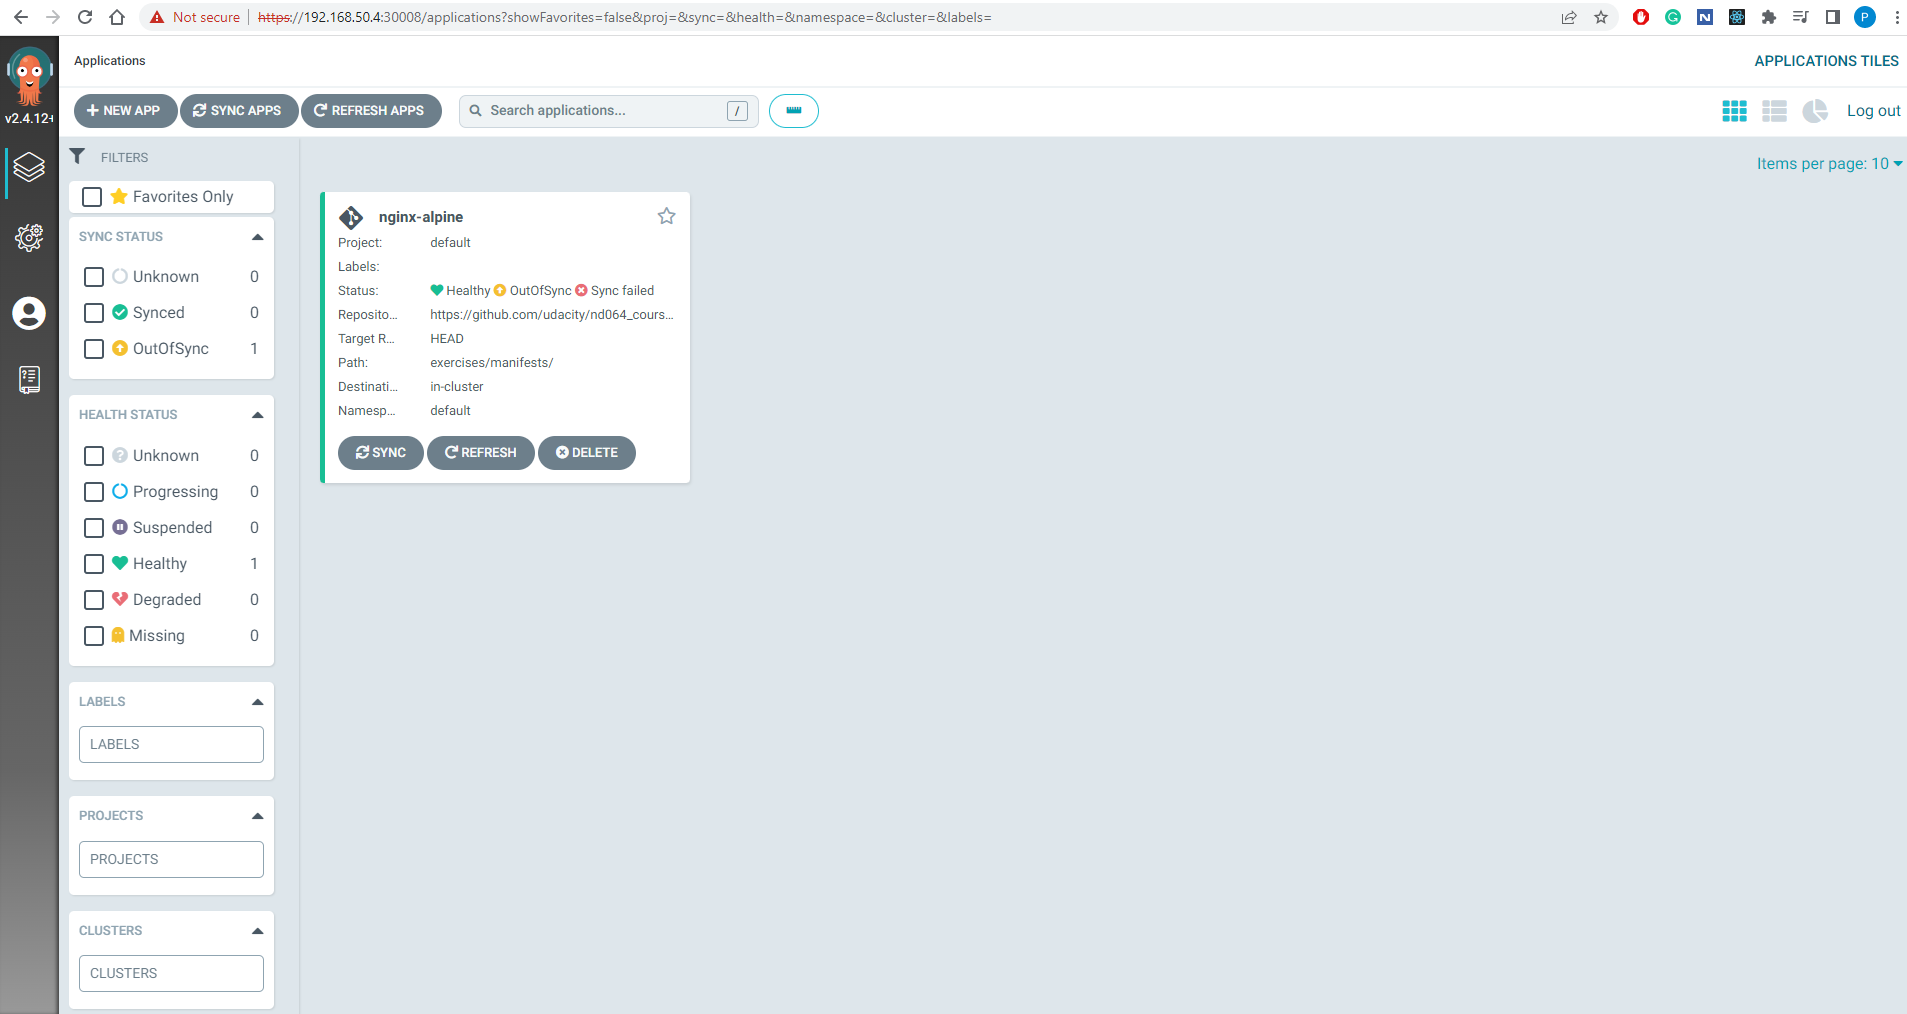 Not secure https://192.168.50.4:30008/applications?showFavorites=false&proj=&sync=&health=&namespace=&cluster=&labels=
P
v2.4.12+
Applications
APPLICATIONS TILES
NEW APP SYNC APPS REFRESH APPS Search applications... / Log out
FILTERS
Items per page: 10
Favorites Only
SYNC STATUS
Unknown 0
Synced 0
OutOfSync 1
HEALTH STATUS
Unknown 0
Progressing 0
Suspended 0
Healthy 1
Degraded 0
Missing 0
LABELS
LABELS
PROJECTS
PROJECTS
CLUSTERS
CLUSTERS
nginx-alpine
Project: default
Labels:
Status: Healthy OutOfSync Sync failed
Reposito... https://github.com/udacity/nd064_cours...
Target R... HEAD
Path: exercises/manifests/
Destinati... in-cluster
Namesp... default
SYNC REFRESH DELETE